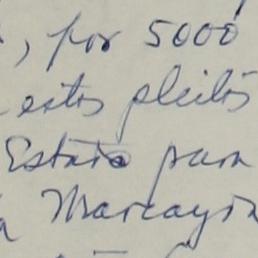 , por 5000
estos pleitos
Estado para